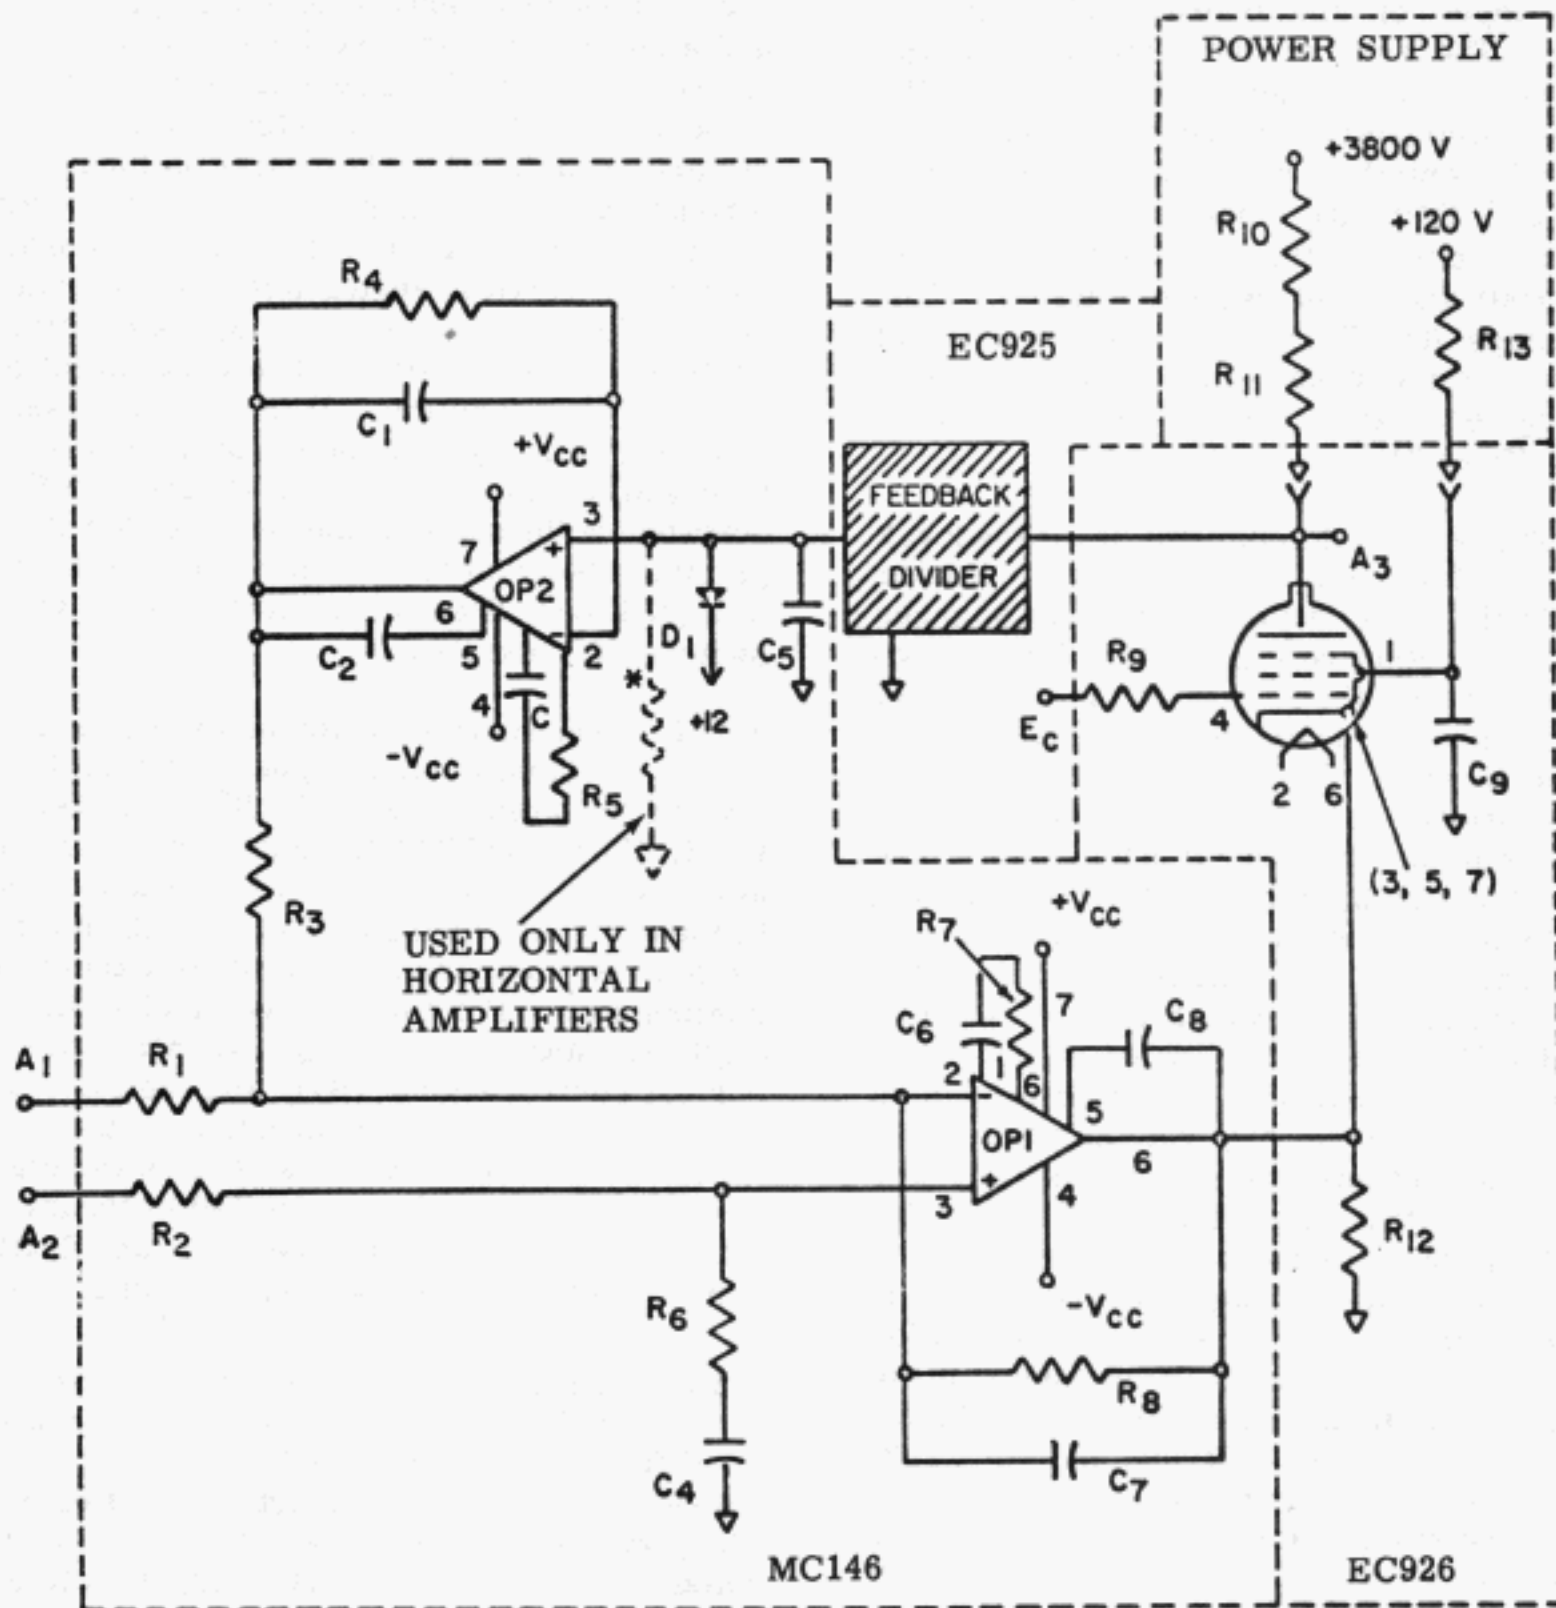 POWER SUPPLY
+3800 V
R10
+120 V
R11
R13
EC925
R4
C1
+VCC
3
7
+
OP2
6
-
2
5
C2
4
C
-VCC
R5
*
D1
+12
C5
FEEDBACK
DIVIDER
A3
R9
1
EC
4
2
6
C9
(3, 5, 7)
R3
USED ONLY IN
HORIZONTAL
AMPLIFIERS
+VCC
R7
7
C6
C8
A1
R1
2
1
6
-
5
OP1
6
+
3
4
A2
R2
R12
R6
-VCC
R8
C4
C7
MC146
EC926